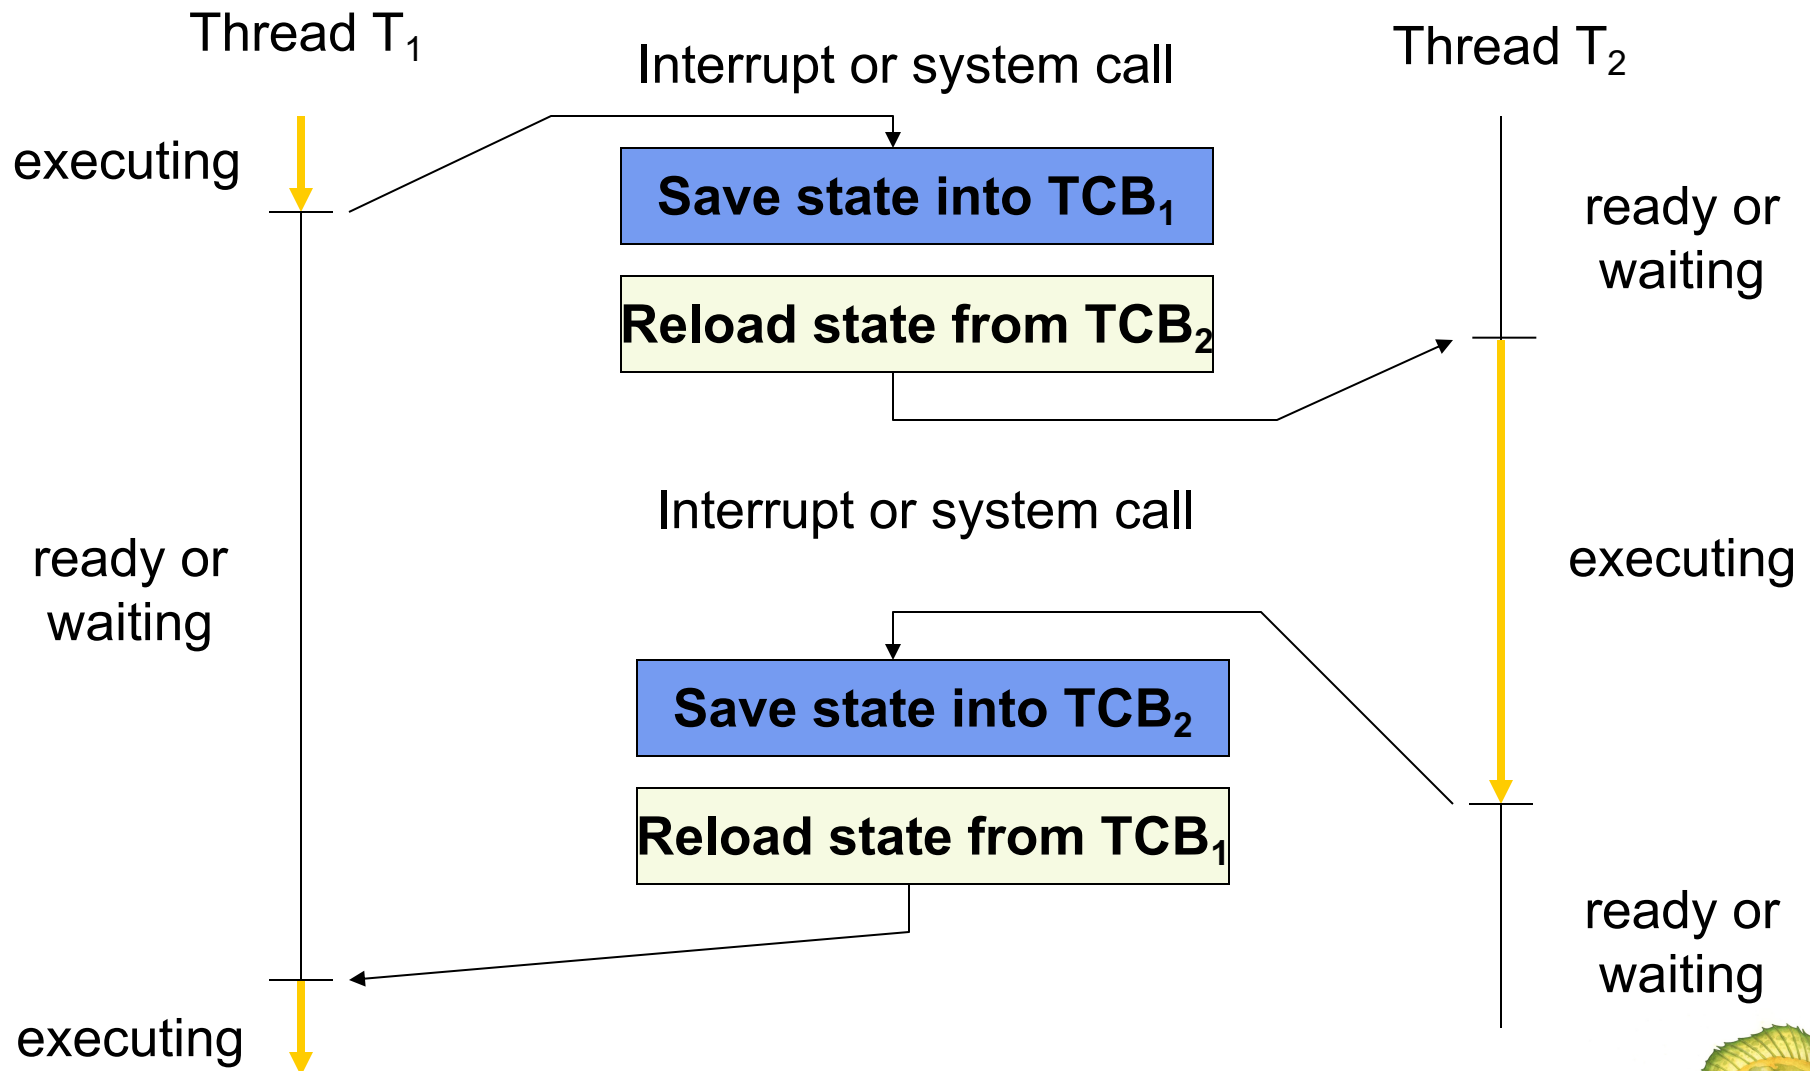 Thread T₁
Interrupt or system call
Thread T₂
executing
Save state into TCB₁
ready or
waiting
Reload state from TCB₂
Interrupt or system call
ready or
waiting
executing
Save state into TCB₂
Reload state from TCB₁
ready or
waiting
executing